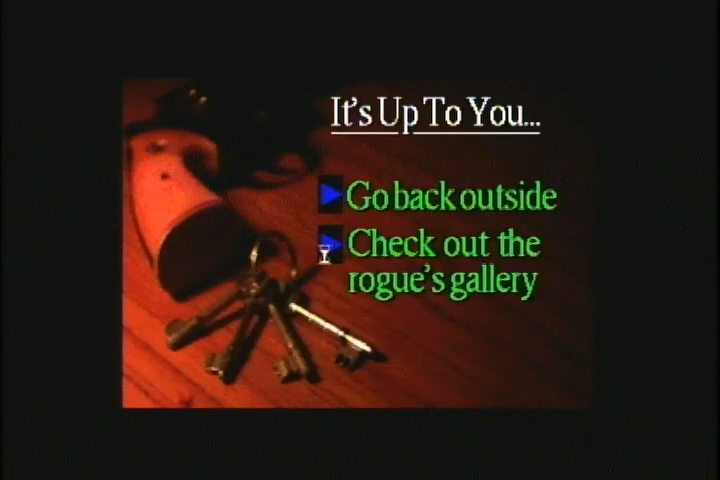 It's Up To You...
Go back outside
Check out the
rogue's gallery